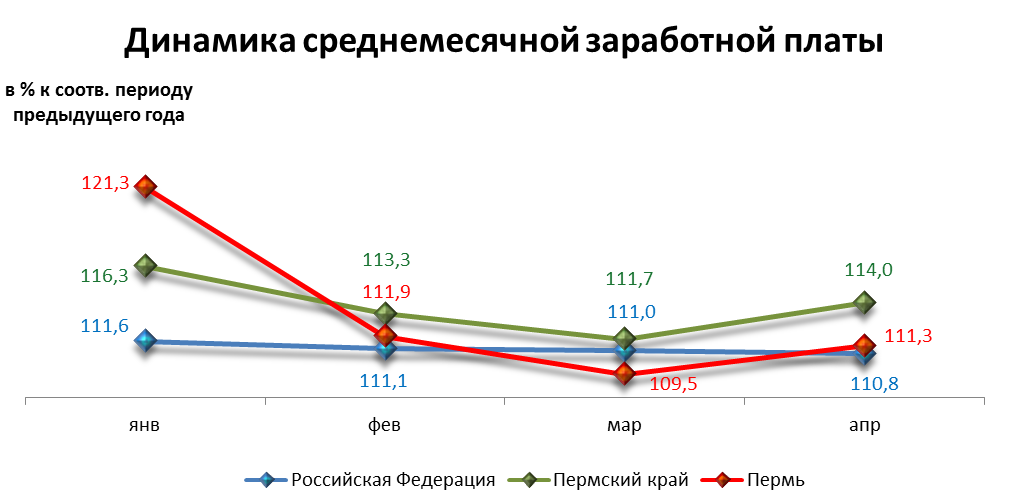 Динамика среднемесячной заработной платы
в % к соотв. периоду
предыдущего года
121,3
116,3
111,6
113,3
111,9
111,1
111,7
111,0
109,5
114,0
111,3
110,8
янв фев мар апр
Российская Федерация Пермский край Пермь